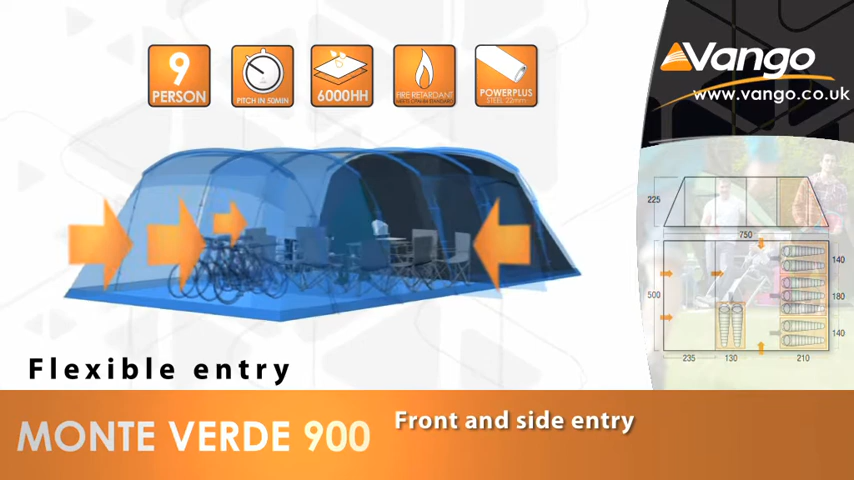 9
PERSON
PITCH IN 50MIN
6000HH
FIRE RETARDANT
POWERPLUS
STEEL 22mm
Vango
www.vango.co.uk
225
750
500
140
180
140
235
130
210
Flexible entry
MONTE VERDE 900
Front and side entry